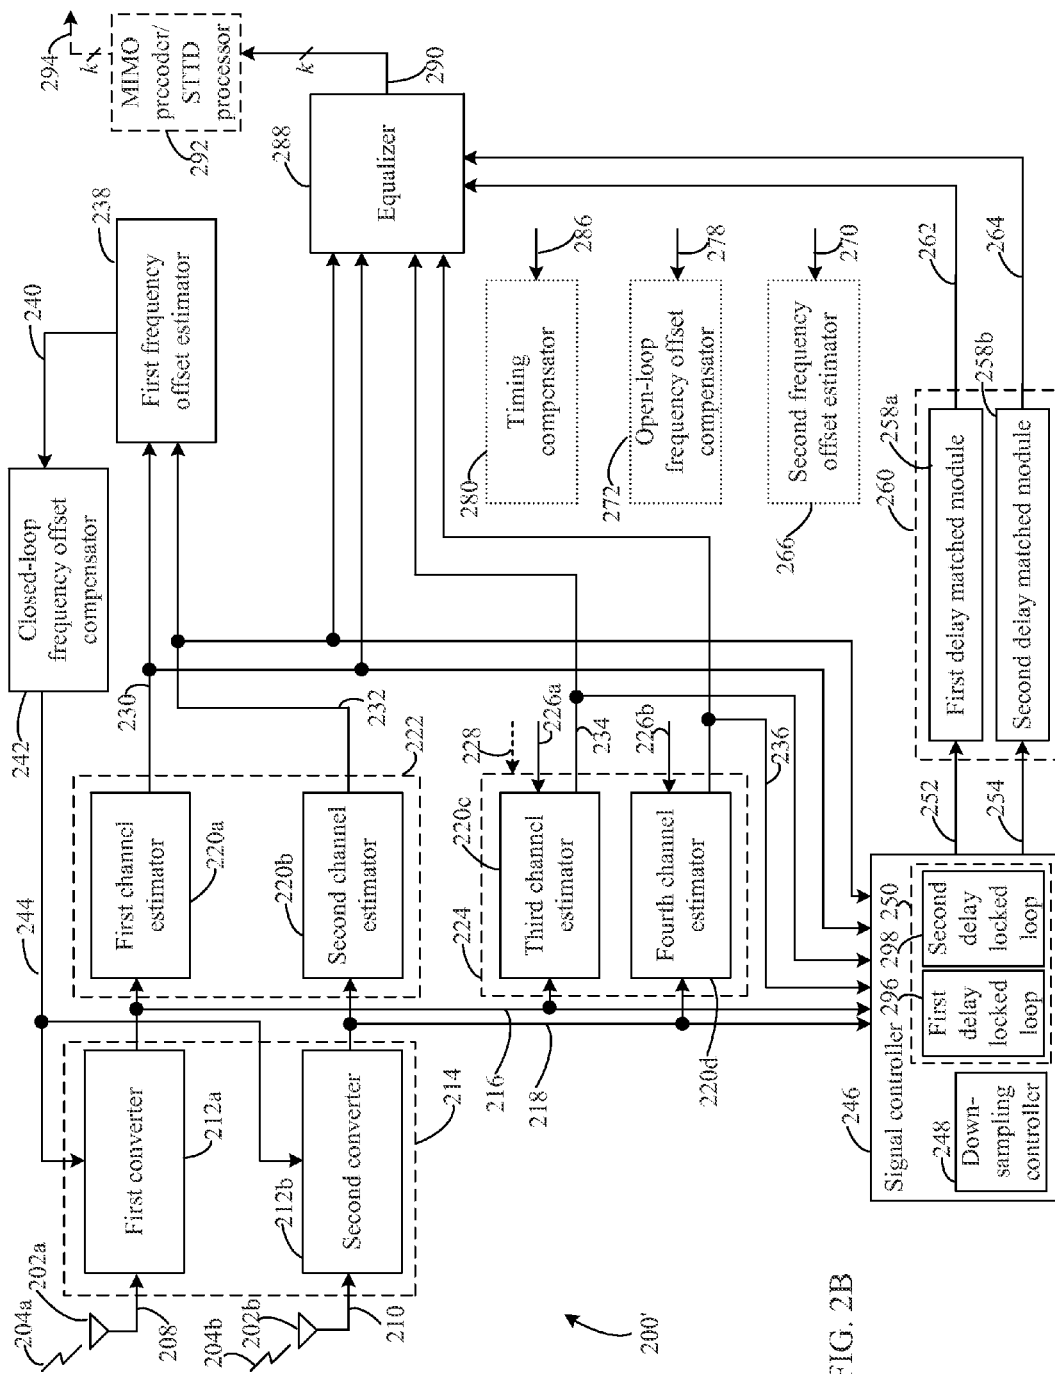 204a
202a
208
204b
202b
210
200'
FIG. 2B
First converter
212a
Second converter
212b
214
216
218
244
242
Closed-loop
frequency offset
compensator
240
First frequency
offset estimator
238
First channel
estimator
220a
Second channel
estimator
220b
222
230
232
224
Third channel
estimator
220c
Fourth channel
estimator
220d
228
226a
234
226b
236
246
Signal controller
248
Down-
sampling
controller
296
First
delay
locked
loop
298
Second
delay
locked
loop
250
252
254
260
First delay matched module
258a
Second delay matched module
258b
262
264
280
Timing
compensator
286
272
Open-loop
frequency offset
compensator
278
266
Second frequency
offset estimator
270
288
Equalizer
290
k
292
MIMO
precoder/
STTD
processor
k
294